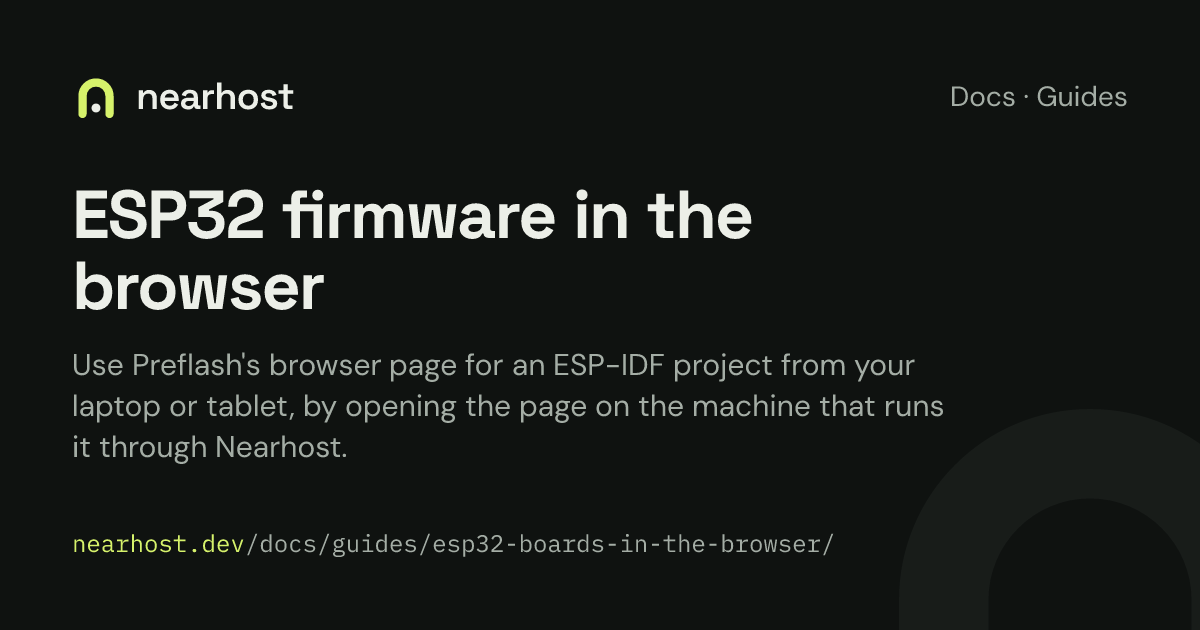 nearhost
Docs · Guides
ESP32 firmware in the
browser
Use Preflash's browser page for an ESP-IDF project from your
laptop or tablet, by opening the page on the machine that runs
it through Nearhost.
nearhost.dev/docs/guides/esp32-boards-in-the-browser/